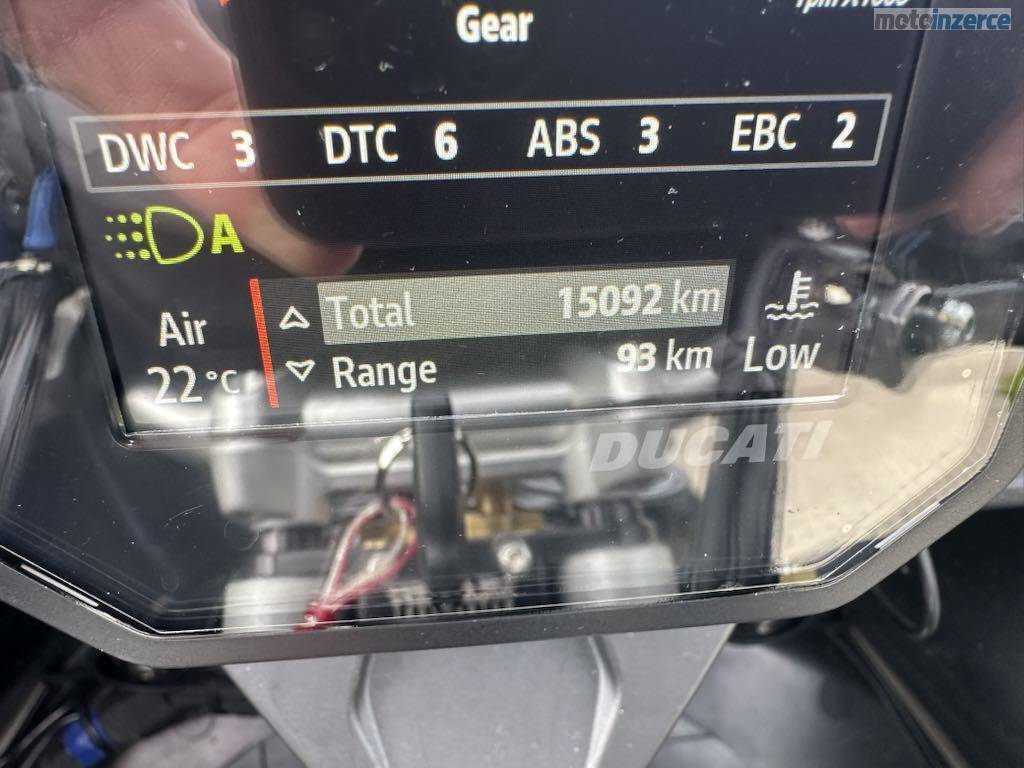 motoinzerce
Gear
DWC 3 DTC 6 ABS 3 EBC 2
A
Air
22 °C
Total 15092 km
Range 93 km
Low
DUCATI